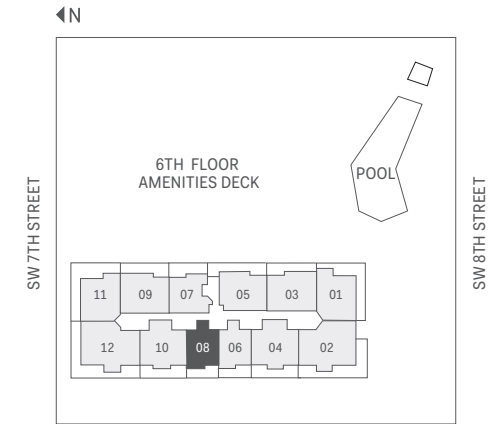 N
6TH FLOOR
AMENITIES DECK
POOL
SW 7TH STREET
SW 8TH STREET
11 09 07 05 03 01
12 10 08 06 04 02